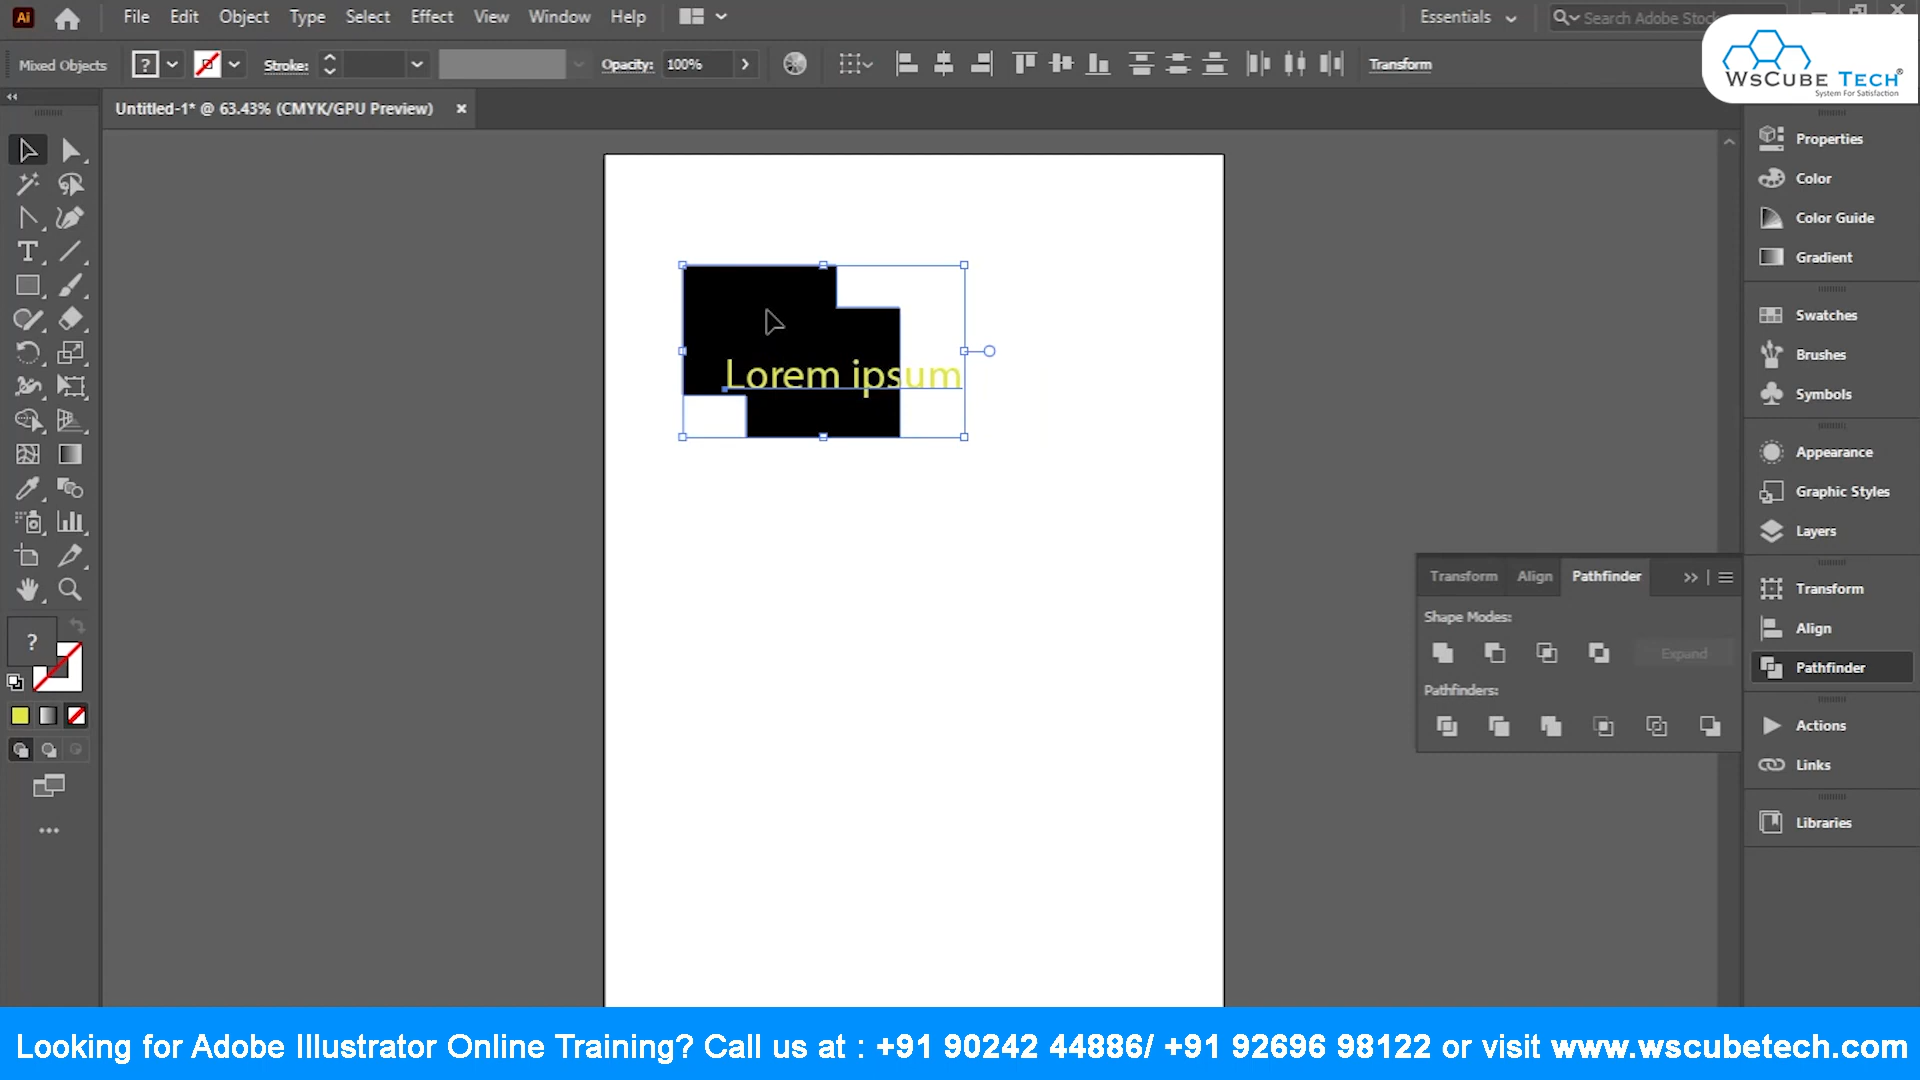 Ai
File Edit Object Type Select Effect View Window Help
Essentials
Search Adobe Stock
Mixed Objects
?
Stroke:
Opacity: 100%
Transform
WsCube Tech®
System For Satisfaction
Untitled-1* @ 63.43% (CMYK/GPU Preview)
Properties
Color
Color Guide
Gradient
Swatches
Brushes
Symbols
Appearance
Graphic Styles
Layers
Transform
Align
Pathfinder
Actions
Links
Libraries
Lorem ipsum
Transform Align Pathfinder
Shape Modes:
Expand
Pathfinders:
?
Looking for Adobe Illustrator Online Training? Call us at : +91 90242 44886/ +91 92696 98122 or visit www.wscubetech.com